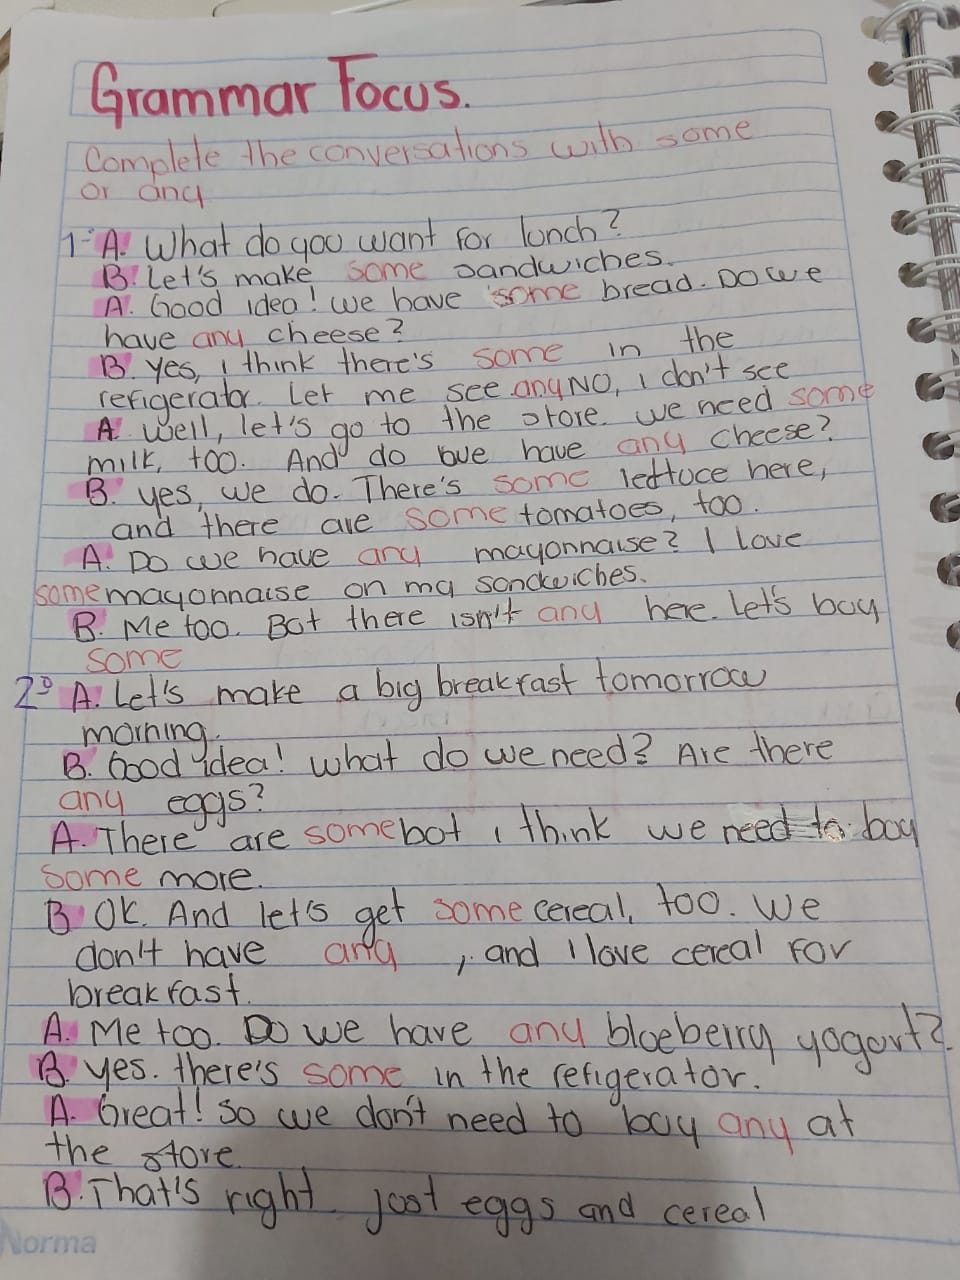 Grammar Focus.
Complete the conversations with some
or any
1- A. What do you want for lunch?
B. Let's make some sandwiches.
A. Good idea! we have some bread. Do we
have any cheese?
B. yes, i think there's some in the
refigerator. Let me see any NO, i don't see
A. Well, let's go to the store. we need some
milk, too. And do we have any cheese?
B. yes, we do. There's some lettuce here,
and there are some tomatoes, too.
A. Do we have any mayonnaise? I love
some mayonnaise on my sandwiches.
B. Me too. But there isn't any here. Let's buy
some
2º A. Let's make a big breakfast tomorrow
morning.
B. Good idea! what do we need? Are there
any eggs?
A. There are some but i think we need to buy
some more.
B OK. And let's get some cereal, too. We
don't have any , and I love cereal For
breakfast.
A. Me too. Do we have any blueberry yogurt?
B. yes. there's some in the refigerator.
A. Great! So we don't need to buy any at
the store.
B. That's right. just eggs and cereal
Norma